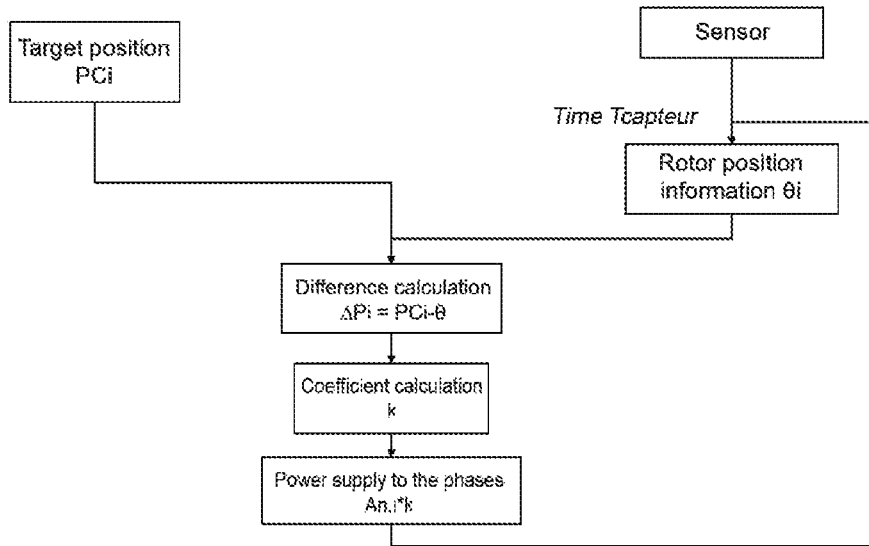 Target position
PCi
Sensor
Time Tcapteur
Rotor position
information θi
Difference calculation
ΔPi = PCi-θ
Coefficient calculation
k
Power supply to the phases
An,i*k